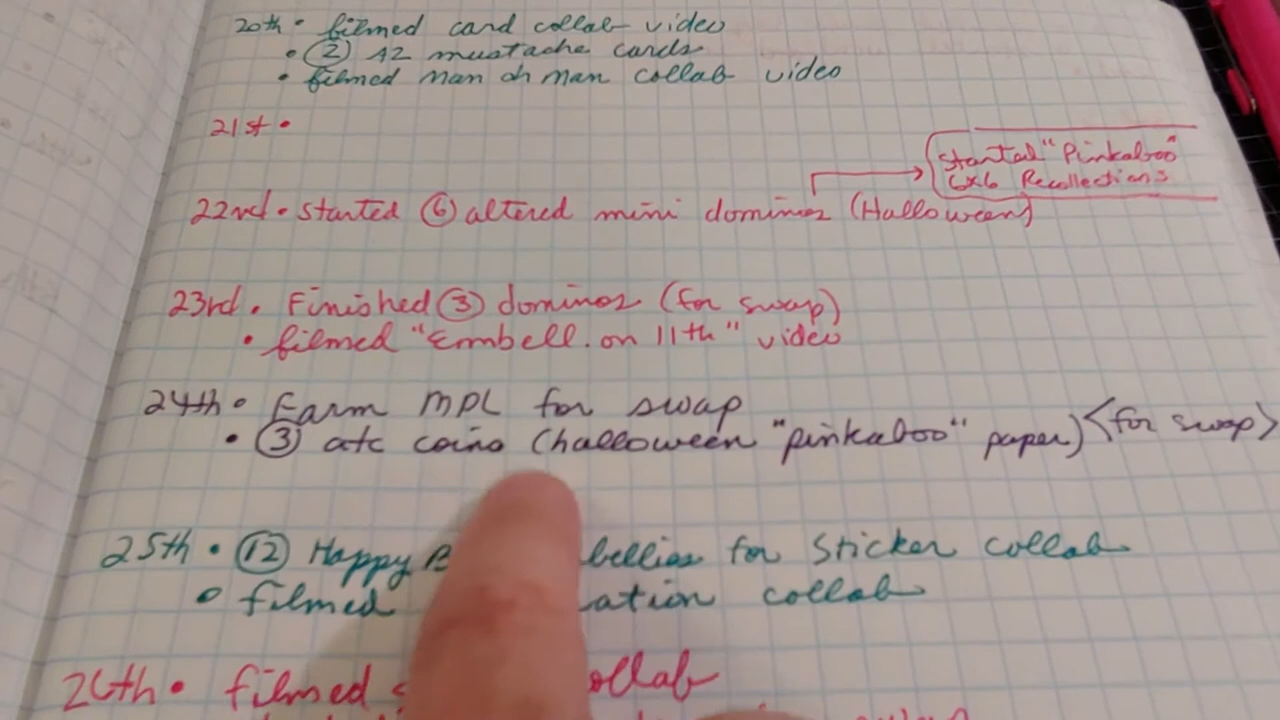 20th • filmed card collab video
• (2) AZ mustache cards
• filmed Man oh man collab video
21st •
Started "Pinkaboo"
6x6 Recollections
22nd • Started (6) altered mini dominos (Halloween)
23rd • Finished (3) dominos (for swap)
• filmed "Embell. on 11th" video
24th • Farm MPL for swap
• (3) atc coins (halloween "pinkaboo" paper) <for swap>
25th • (12) Happy bellies for Sticker collab
• filmed ation collab
26th • filmed ollab